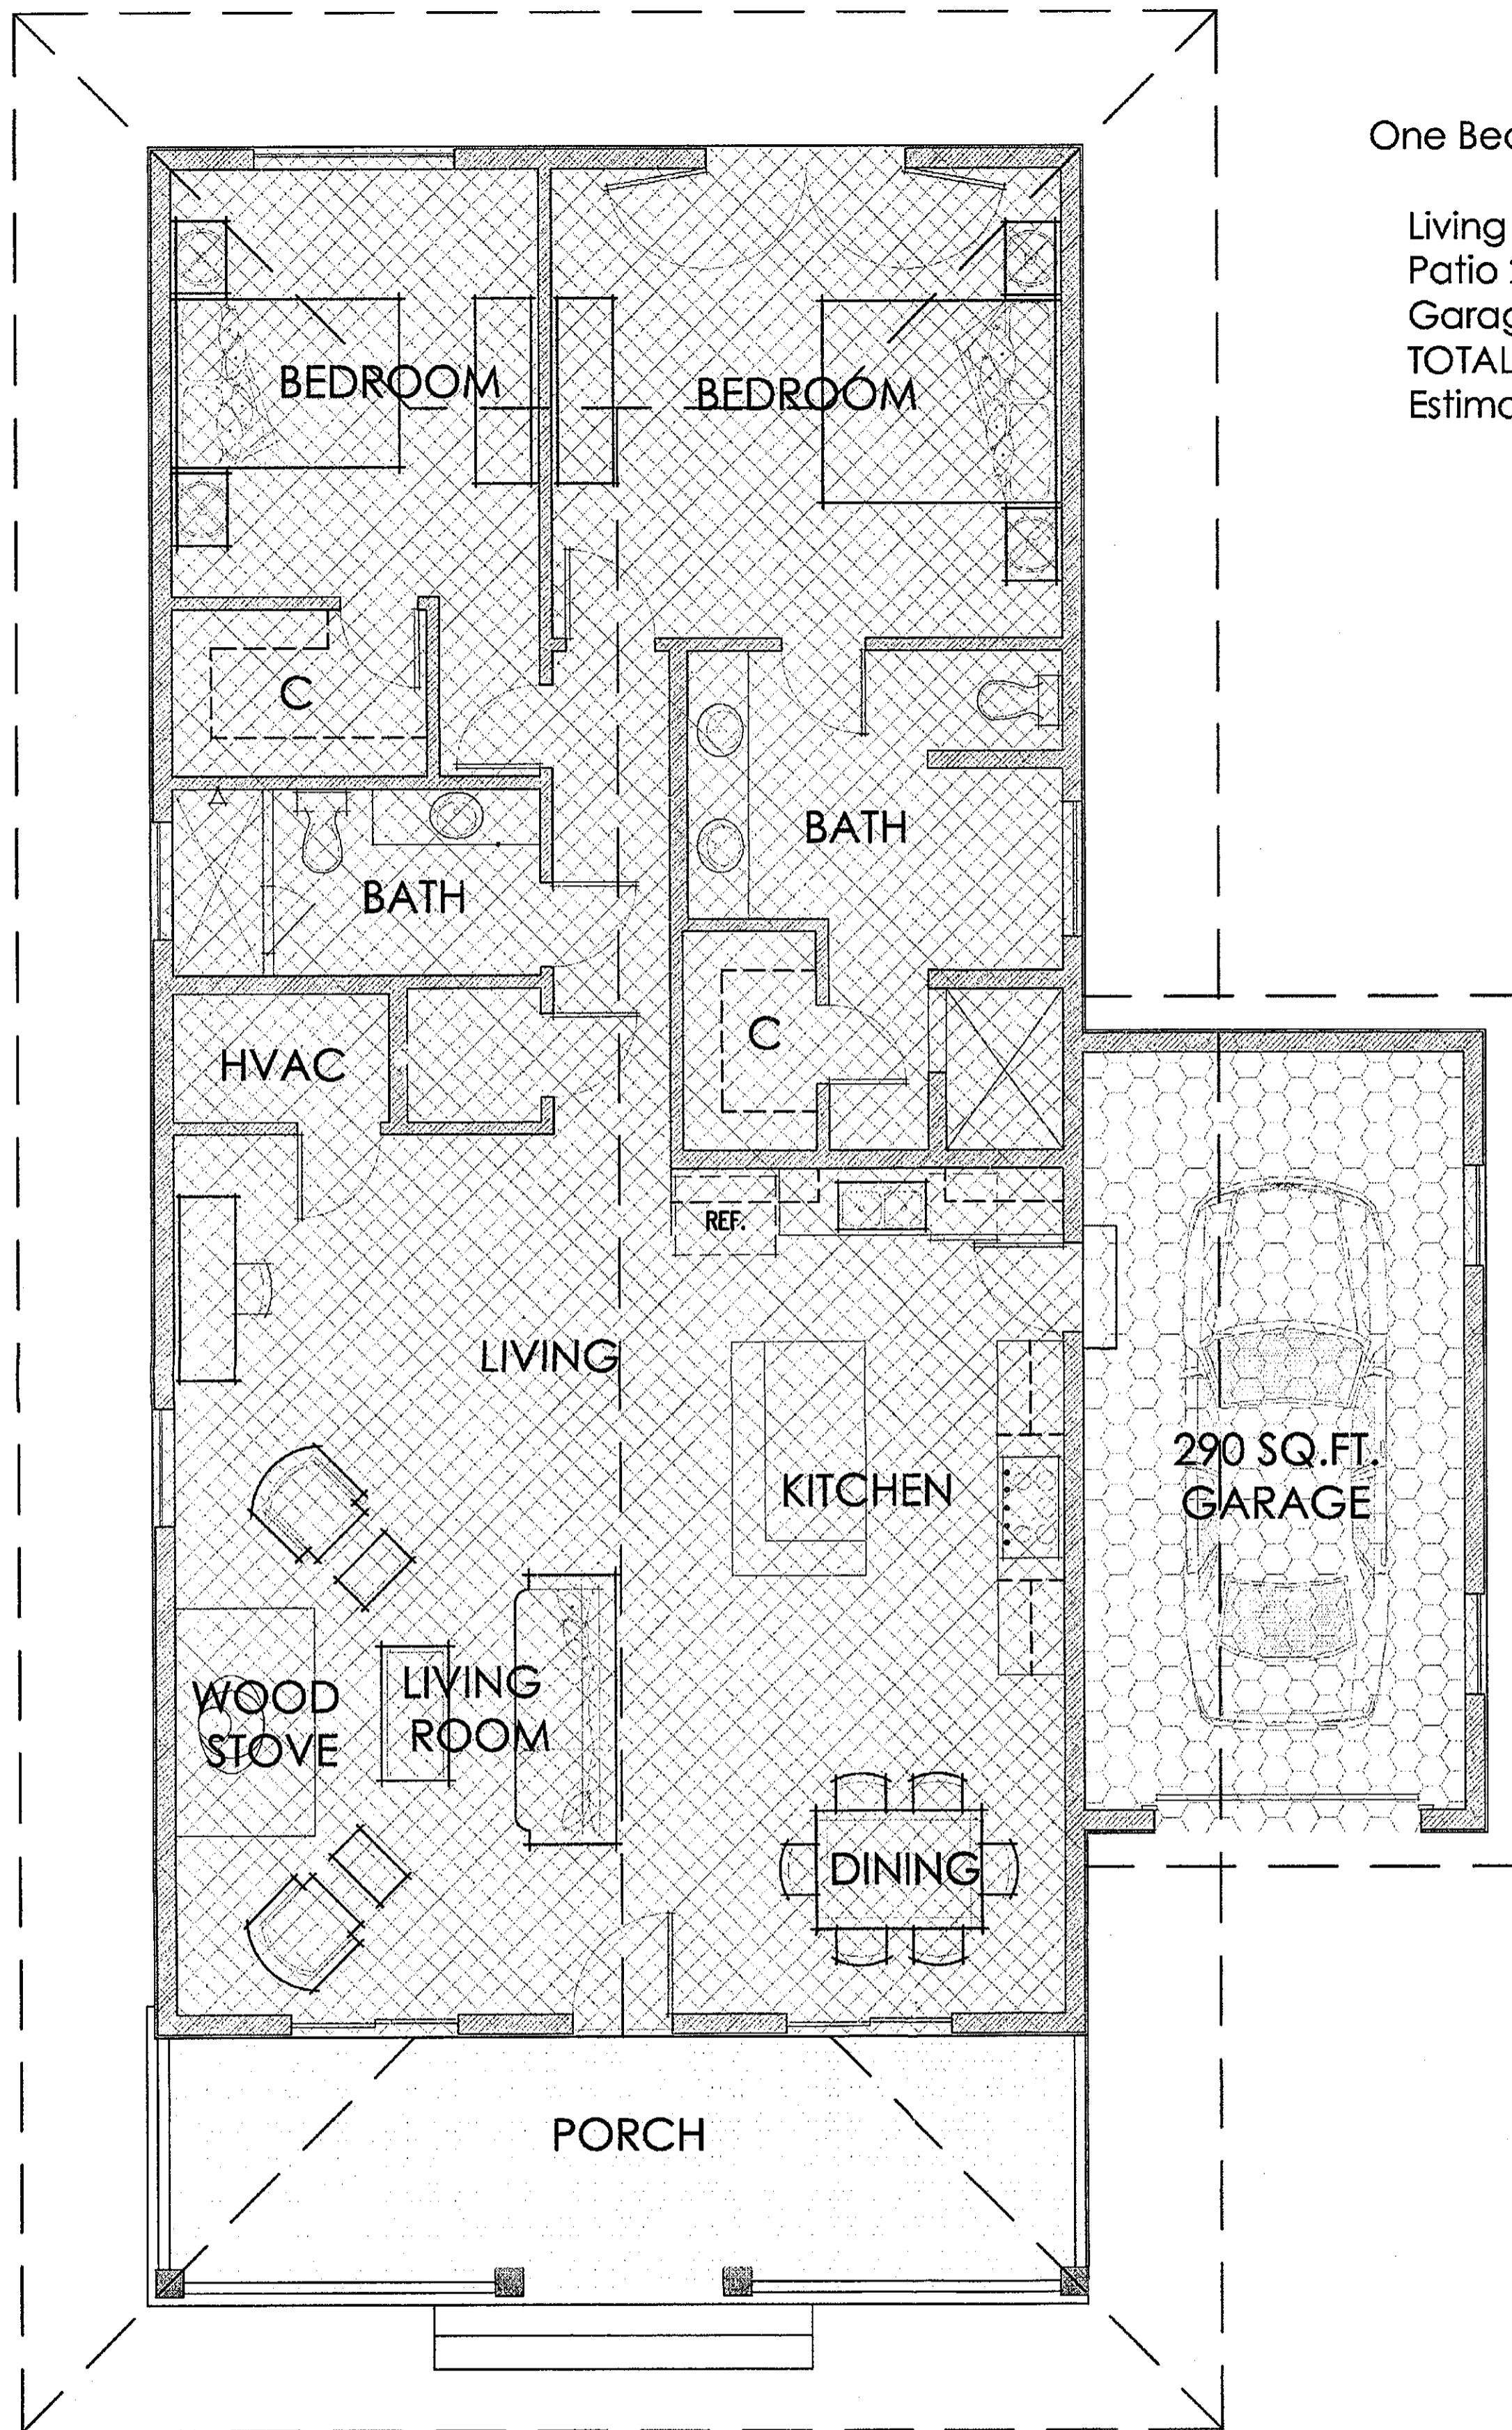 One Bed
Living
Patio
Garag
TOTAL
Estima
BEDROOM
BEDROOM
C
BATH
BATH
C
HVAC
REF.
LIVING
KITCHEN
290 SQ.FT.
GARAGE
WOOD
STOVE
LIVING
ROOM
DINING
PORCH